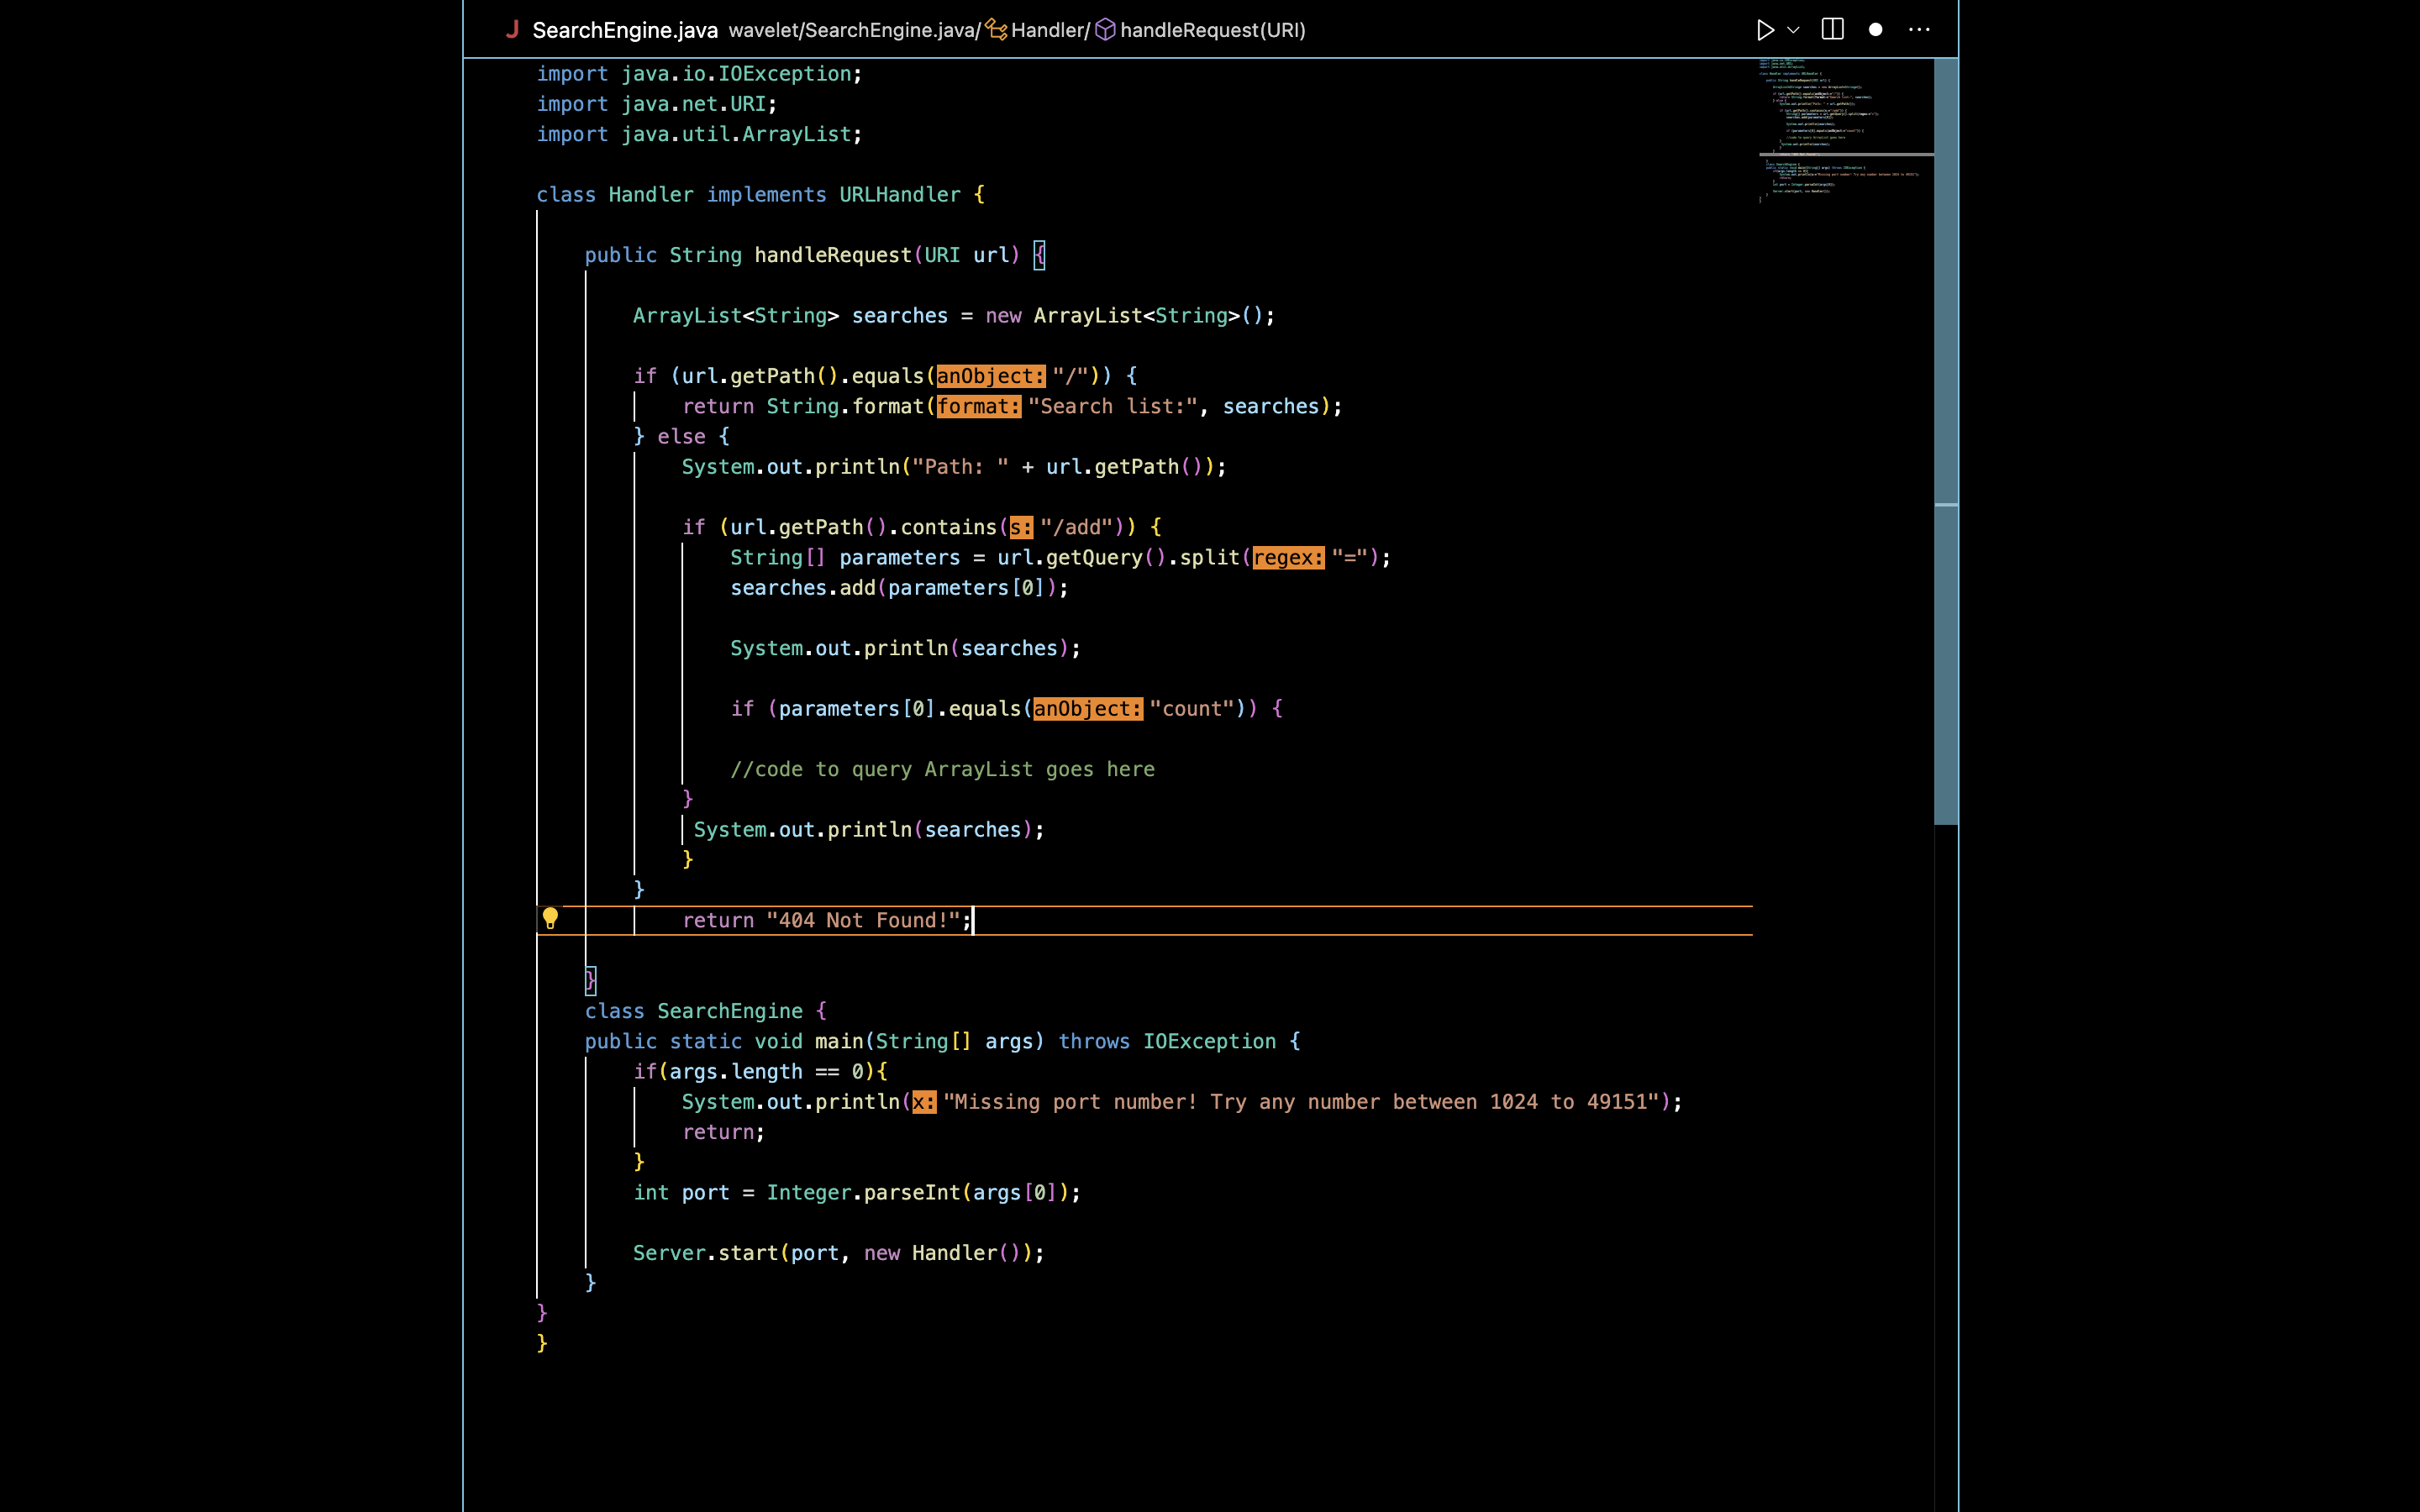 J SearchEngine.java wavelet/SearchEngine.java/ Handler/ handleRequest(URI)
import java.io.IOException;
import java.net.URI;
import java.util.ArrayList;
class Handler implements URLHandler {
public String handleRequest(URI url) {
ArrayList<String> searches = new ArrayList<String>();
if (url.getPath().equals(anObject: "/")) {
return String.format(format: "Search list:", searches);
} else {
System.out.println("Path: " + url.getPath());
if (url.getPath().contains(s: "/add")) {
String[] parameters = url.getQuery().split(regex: "=");
searches.add(parameters[0]);
System.out.println(searches);
if (parameters[0].equals(anObject: "count")) {
//code to query ArrayList goes here
}
System.out.println(searches);
}
}
return "404 Not Found!";
}
class SearchEngine {
public static void main(String[] args) throws IOException {
if(args.length == 0){
System.out.println(x: "Missing port number! Try any number between 1024 to 49151");
return;
}
int port = Integer.parseInt(args[0]);
Server.start(port, new Handler());
}
}
}